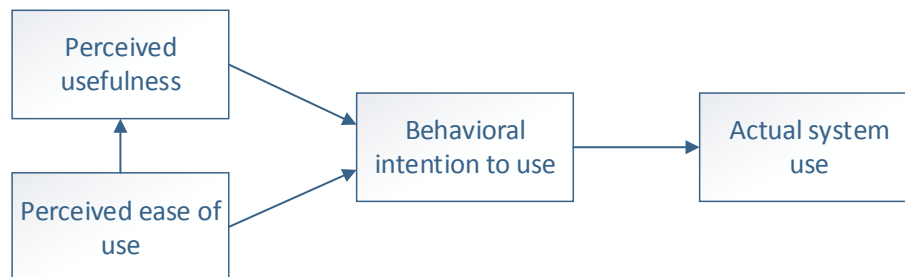 Perceived
usefulness
Behavioral
intention to use
Actual system
use
Perceived ease of
use